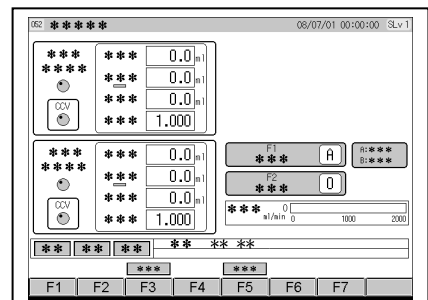 052 ***** 08/07/01 00:00:00 SLv1
***
****
CCV
*** 0.0 ml
*** 0.0 ml
*** 0.0 ml
*** 1.000
***
****
CCV
*** 0.0 ml
*** 0.0 ml
*** 0.0 ml
*** 1.000
F1
*** A
A:***
B:***
F2
*** 0
*** 0
ml/min 0 1000 2000
** ** ** ** ** **
*** ***
F1 F2 F3 F4 F5 F6 F7